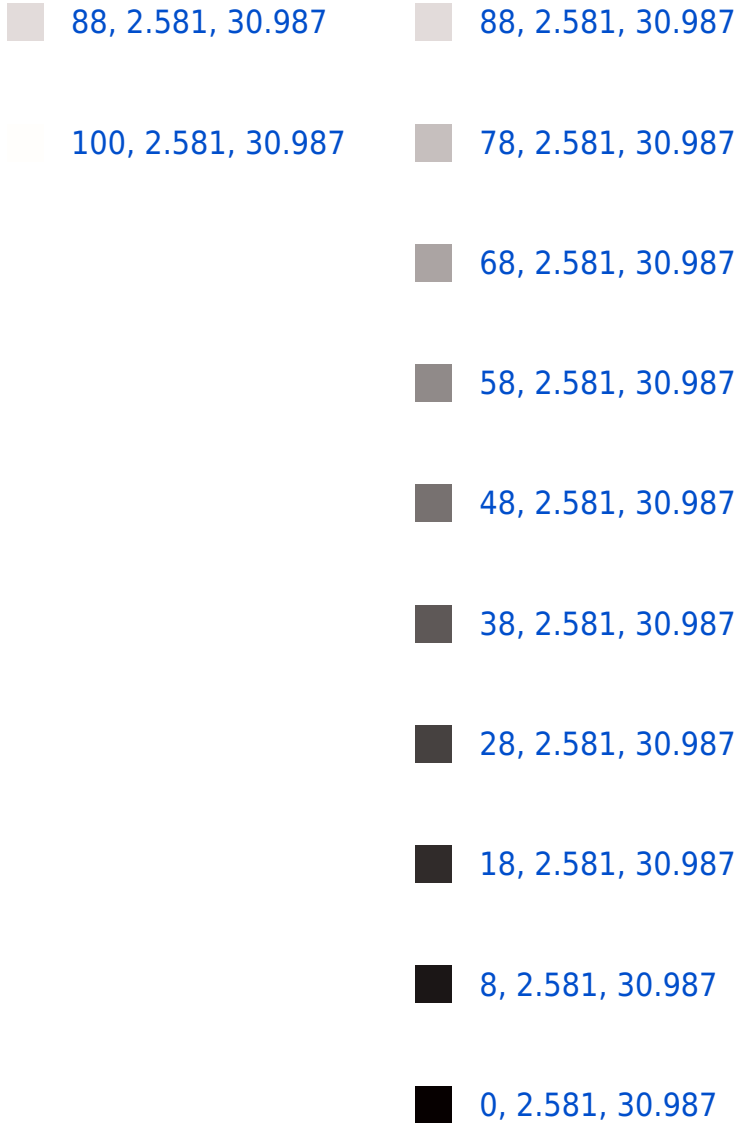 88, 2.581, 30.987
100, 2.581, 30.987
88, 2.581, 30.987
78, 2.581, 30.987
68, 2.581, 30.987
58, 2.581, 30.987
48, 2.581, 30.987
38, 2.581, 30.987
28, 2.581, 30.987
18, 2.581, 30.987
8, 2.581, 30.987
0, 2.581, 30.987